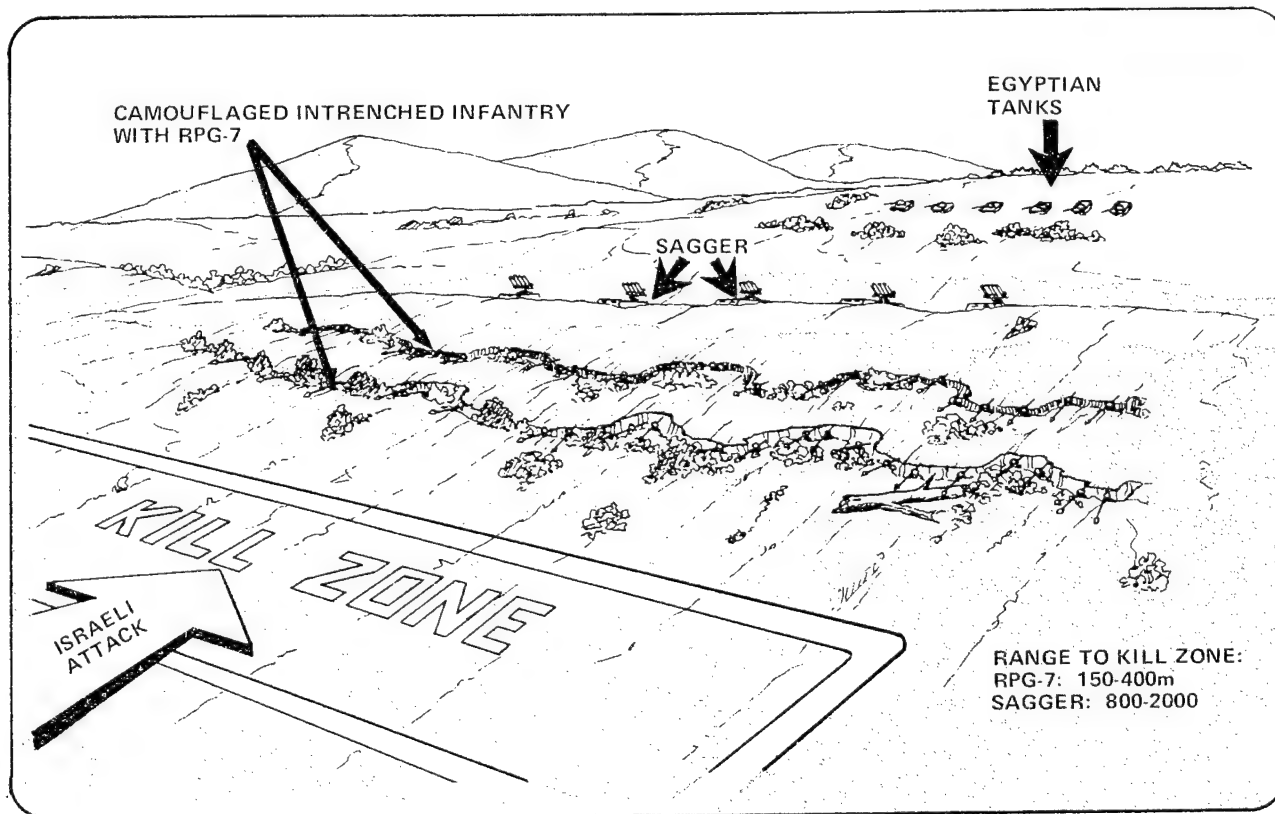 EGYPTIAN
TANKS
CAMOUFLAGED INTRENCHED INFANTRY
WITH RPG-7
SAGGER
KILL ZONE
ISRAELI
ATTACK
RANGE TO KILL ZONE:
RPG-7: 150-400m
SAGGER: 800-2000